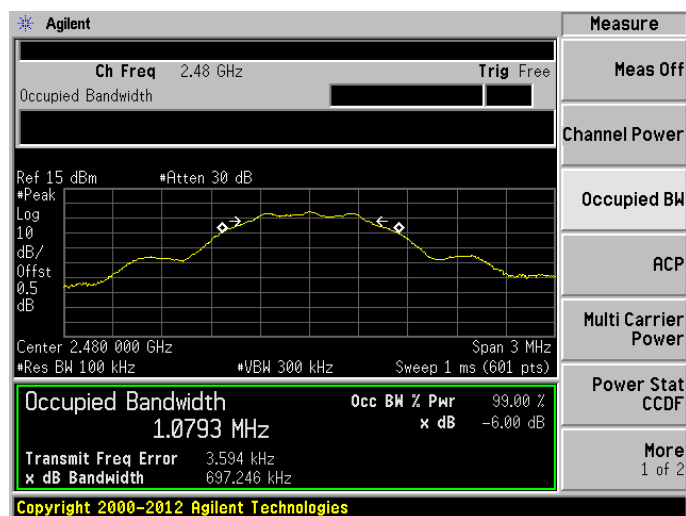 Agilent
Measure
Ch Freq 2.48 GHz Trig Free
Occupied Bandwidth
Meas Off
Channel Power
Occupied BW
ACP
Multi Carrier
Power
Power Stat
CCDF
More
1 of 2
Ref 15 dBm #Atten 30 dB
#Peak
Log
10
dB/
Offst
0.5
dB
Center 2.480 000 GHz Span 3 MHz
#Res BW 100 kHz #VBW 300 kHz Sweep 1 ms (601 pts)
Occupied Bandwidth Occ BW % Pwr 99.00 %
1.0793 MHz x dB -6.00 dB
Transmit Freq Error 3.594 kHz
x dB Bandwidth 697.246 kHz
Copyright 2000-2012 Agilent Technologies